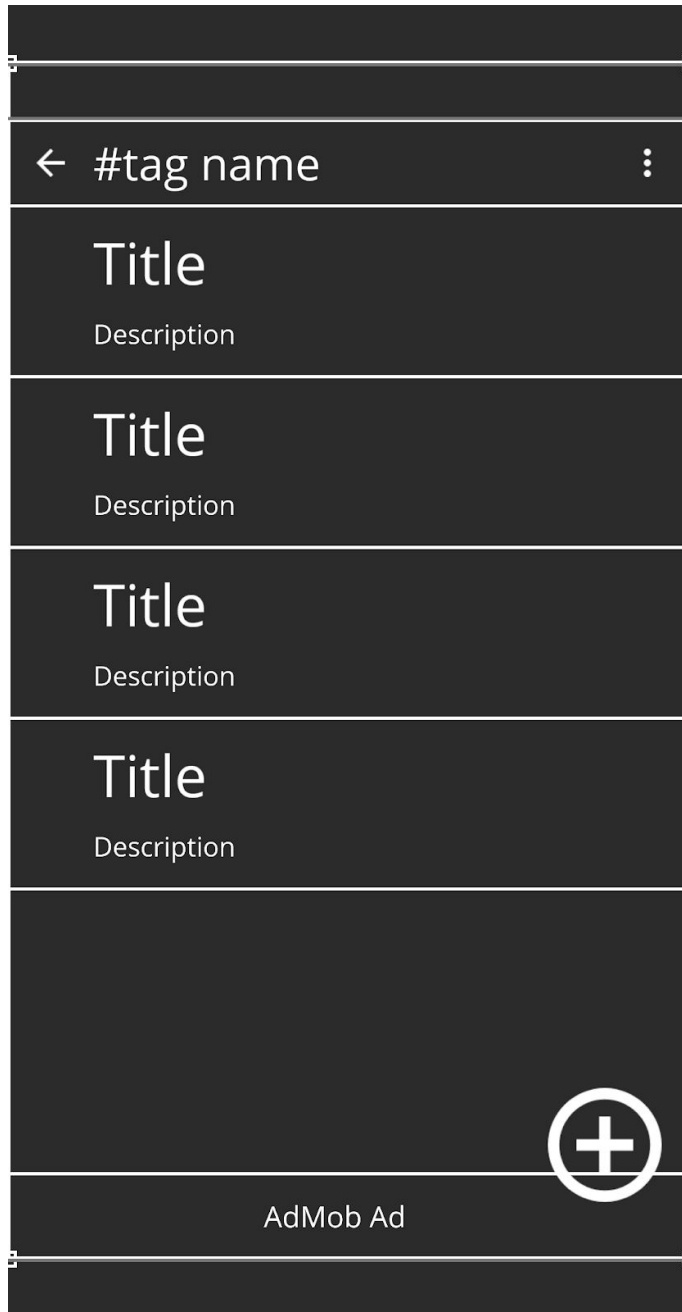 #tag name
Title
Description
Title
Description
Title
Description
Title
Description
AdMob Ad